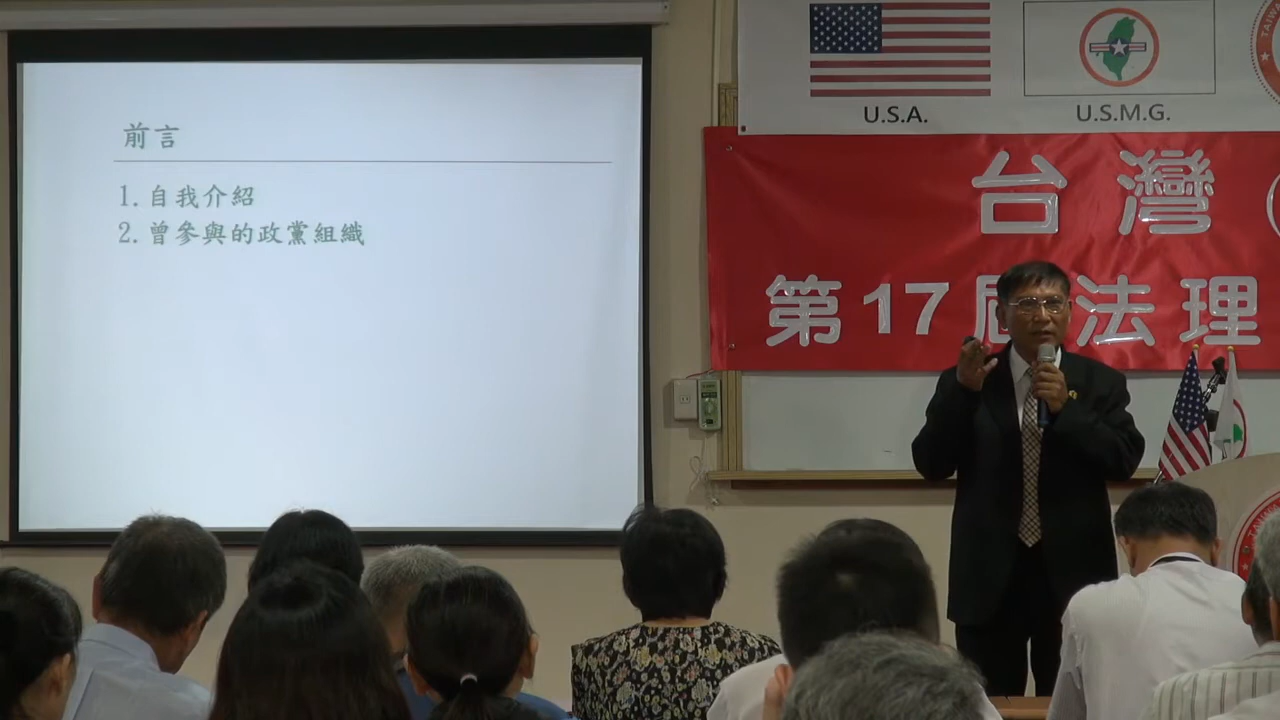 前言
1. 自我介紹
2. 曾參與的政黨組織
U.S.A.
U.S.M.G.
台灣
第17屆法理